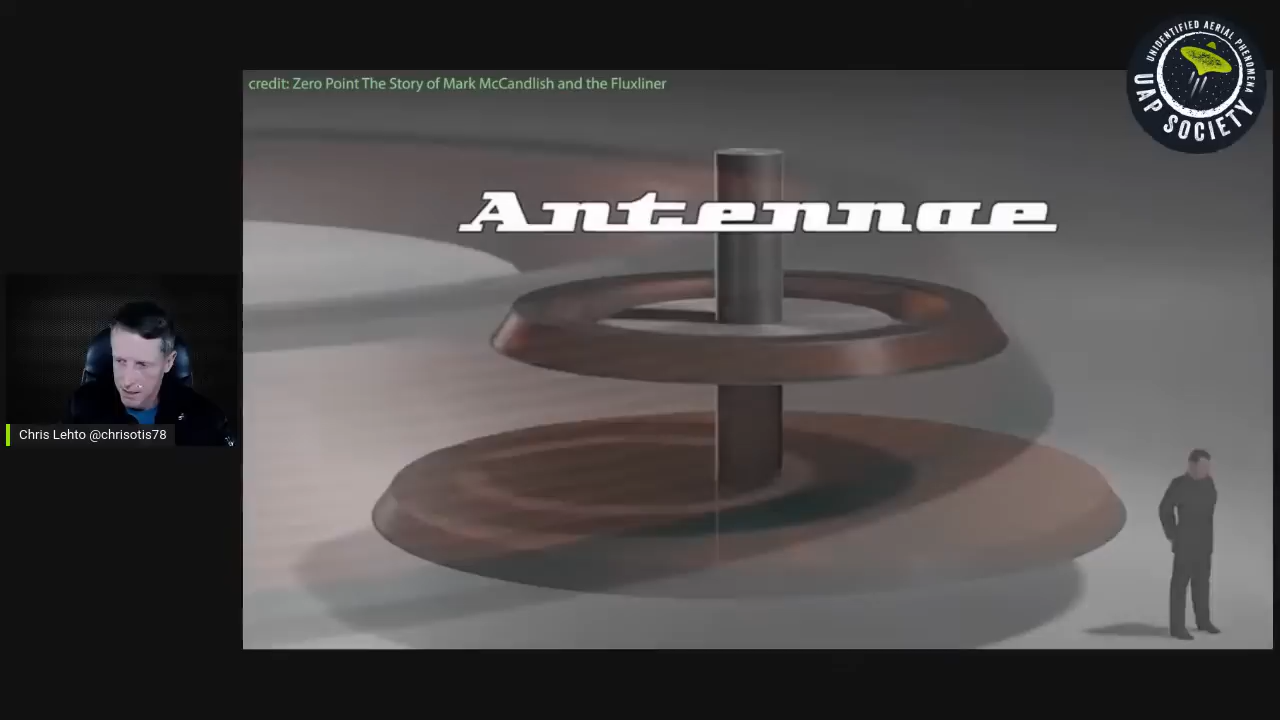 credit: Zero Point The Story of Mark McCandlish and the Fluxliner
UNIDENTIFIED AERIAL PHENOMENA
UAP SOCIETY
Antennae
Chris Lehto @chrisotis78